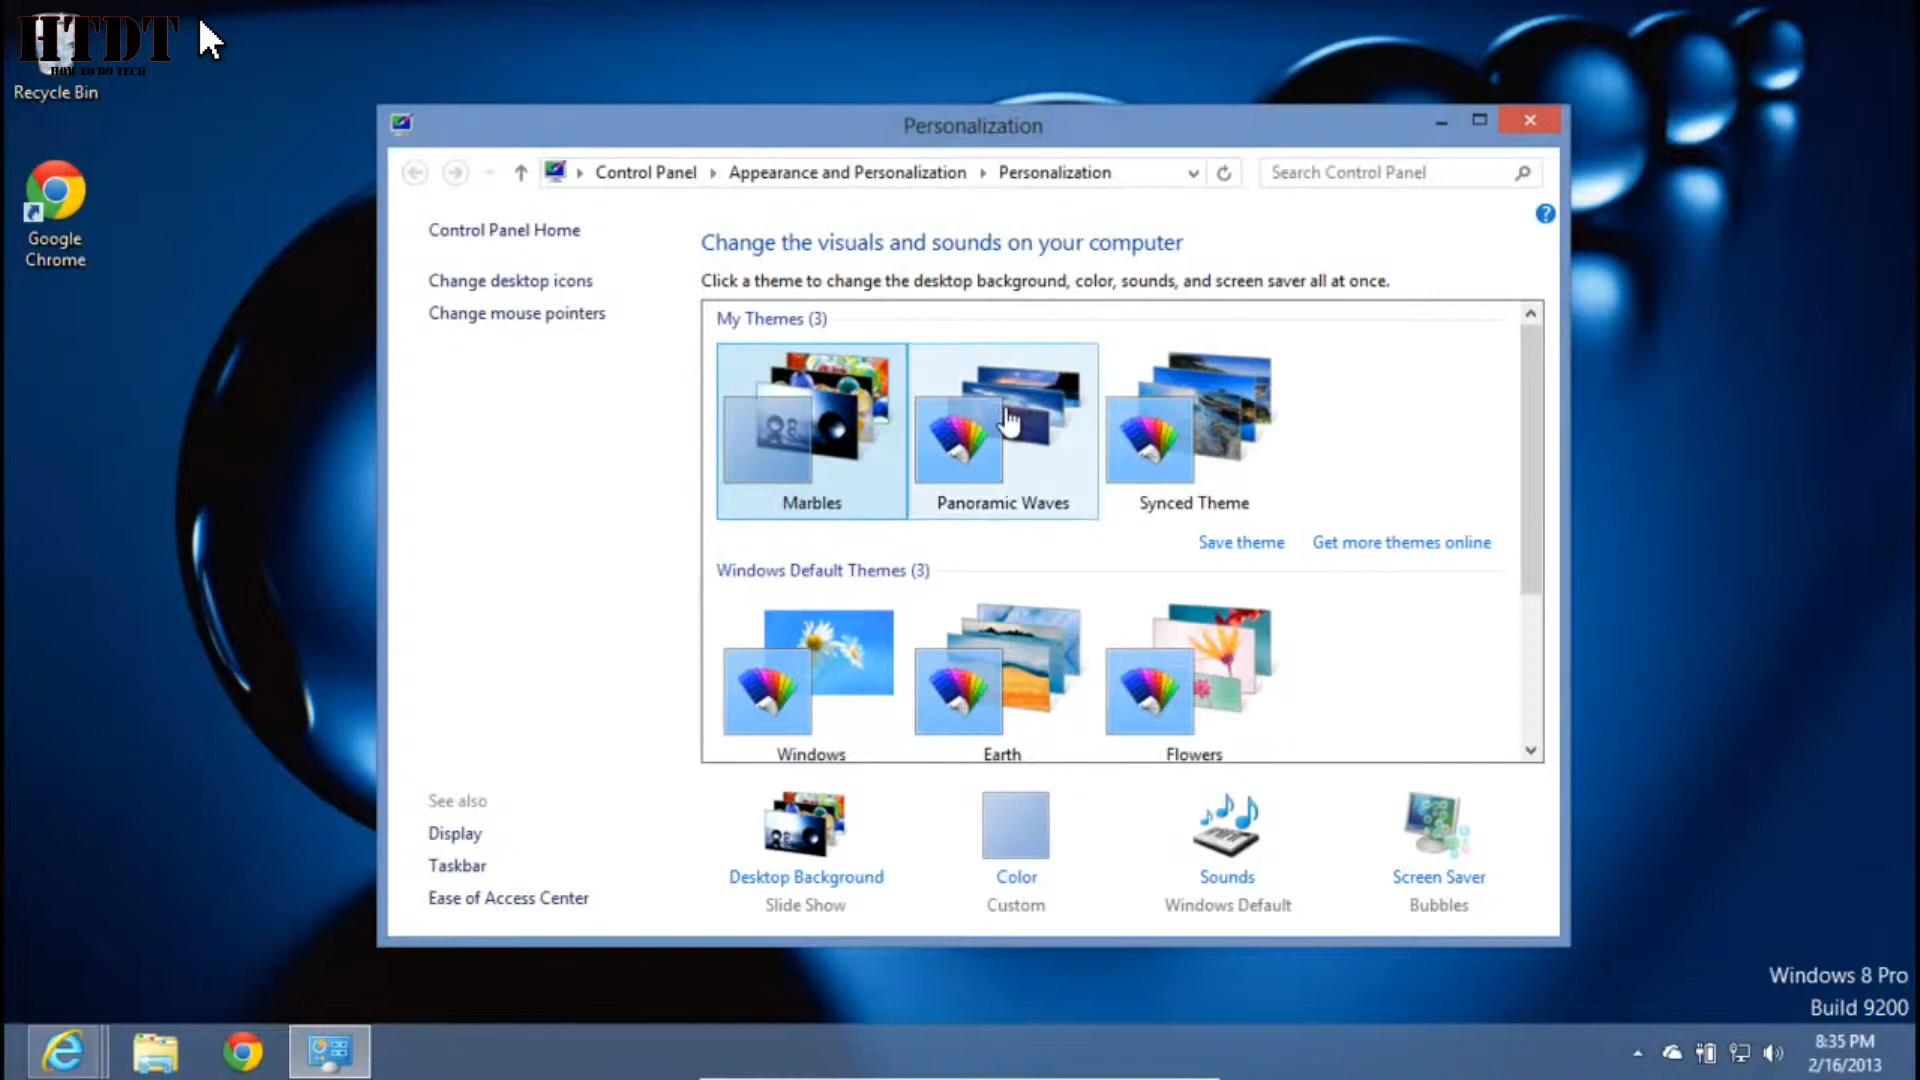 HTDT
HOW TO DO TECH
Recycle Bin
Google
Chrome
Personalization
Control Panel
Appearance and Personalization
Personalization
Search Control Panel
?
Control Panel Home
Change desktop icons
Change mouse pointers
Change the visuals and sounds on your computer
Click a theme to change the desktop background, color, sounds, and screen saver all at once.
My Themes (3)
Marbles
Panoramic Waves
Synced Theme
Save theme
Get more themes online
Windows Default Themes (3)
Windows
Earth
Flowers
See also
Display
Taskbar
Ease of Access Center
Desktop Background
Slide Show
Color
Custom
Sounds
Windows Default
Screen Saver
Bubbles
Windows 8 Pro
Build 9200
8:35 PM
2/16/2013